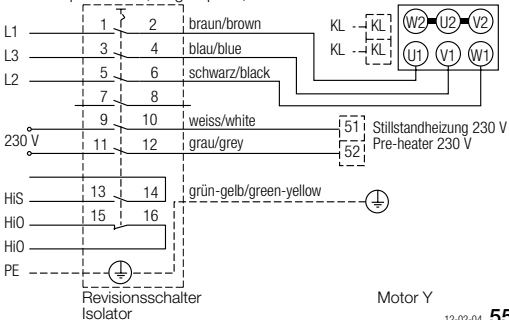 L1 1 2 braun/brown KL KL W2 U2 V2
L3 3 4 blau/blue KL KL U1 V1 W1
L2 5 6 schwarz/black
7 8
9 10 weiss/white 51 Stillstandheizung 230 V
230 V 11 12 grau/grey 52 Pre-heater 230 V
HiS 13 14 grün-gelb/green-yellow
HiO 15 16
HiO
PE
Revisionsschalter Motor Y
Isolator 12-02-04 55